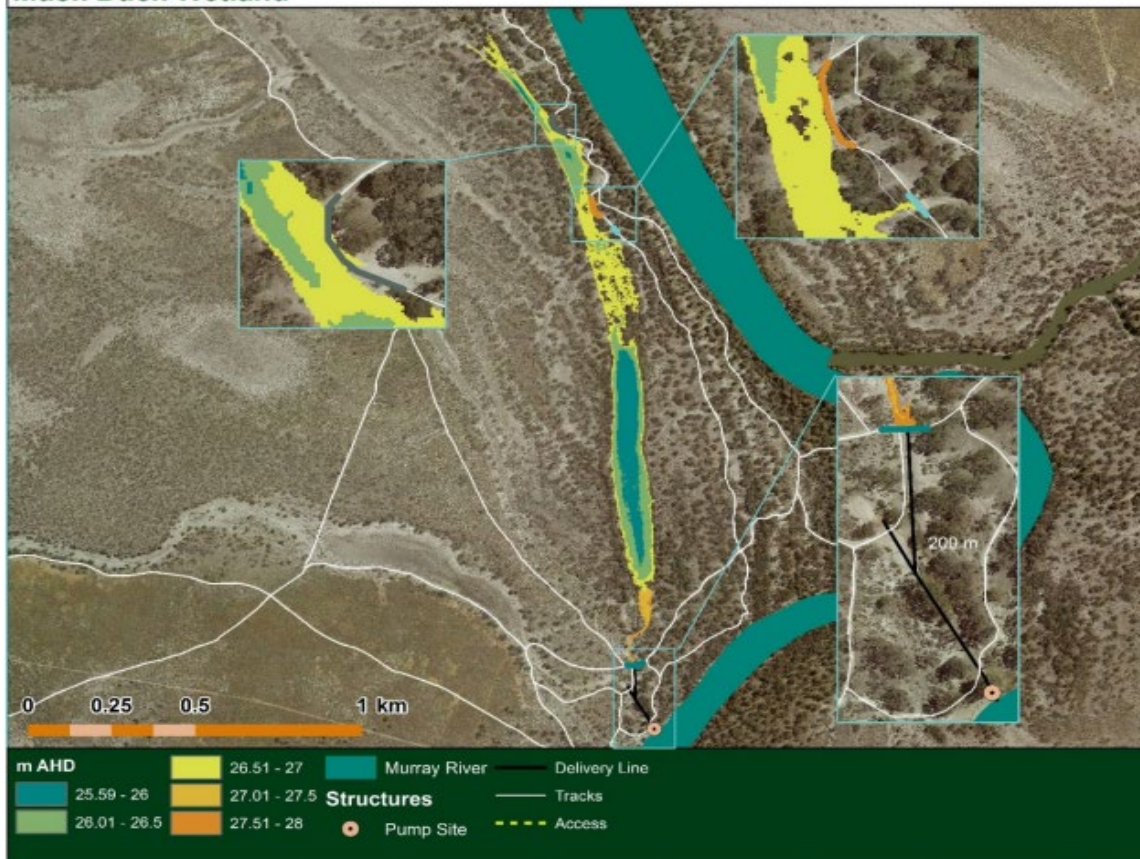 200 m
0 0.25 0.5 1 km
m AHD
25.59 - 26
26.01 - 26.5
26.51 - 27
27.01 - 27.5
27.51 - 28
Murray River
Structures
Pump Site
Delivery Line
Tracks
Access